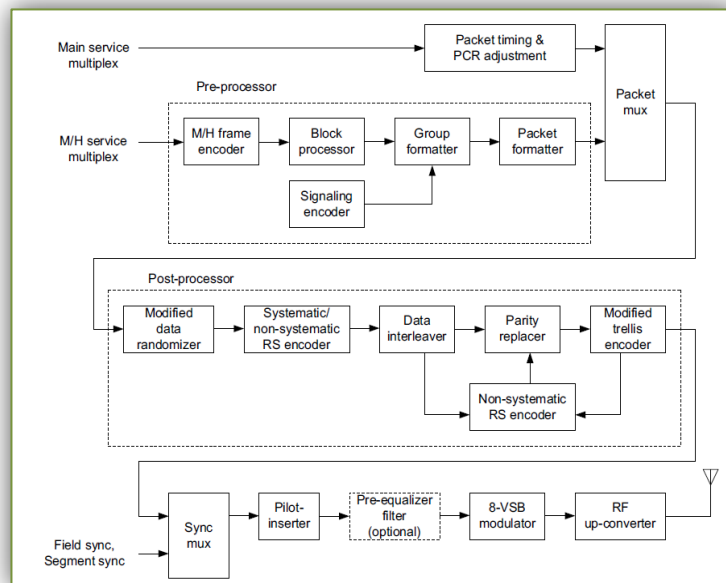 Main service
multiplex
Packet timing &
PCR adjustment
Packet
mux
Pre-processor
M/H service
multiplex
M/H frame
encoder
Block
processor
Group
formatter
Packet
formatter
Signaling
encoder
Post-processor
Modified
data
randomizer
Systematic/
non-systematic
RS encoder
Data
interleaver
Parity
replacer
Modified
trellis
encoder
Non-systematic
RS encoder
Field sync,
Segment sync
Sync
mux
Pilot-
inserter
Pre-equalizer
filter
(optional)
8-VSB
modulator
RF
up-converter